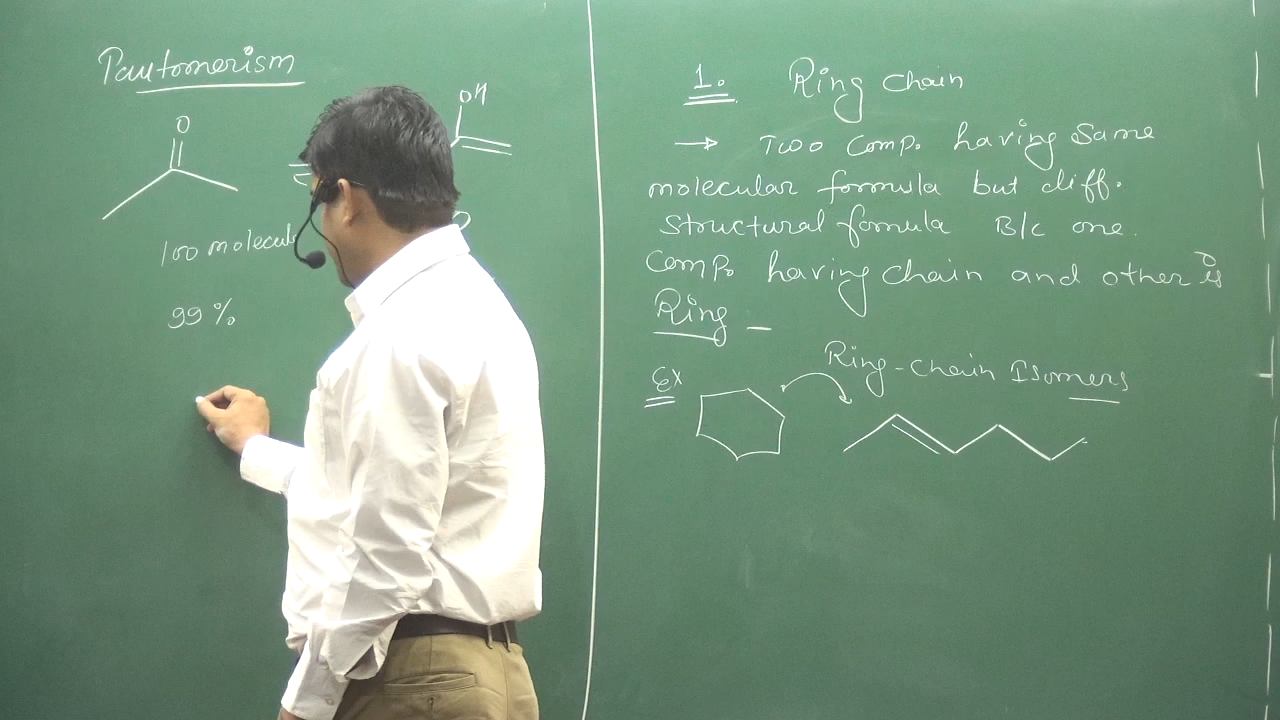 Tautomerism
O
OH
100 molecul
O
99 %
1. Ring Chain
→ Two Comp. having Same
molecular formula but diff.
Structural formula B/c one.
Comp. having chain and other is
Ring –
Ring-chain Isomers
Ex